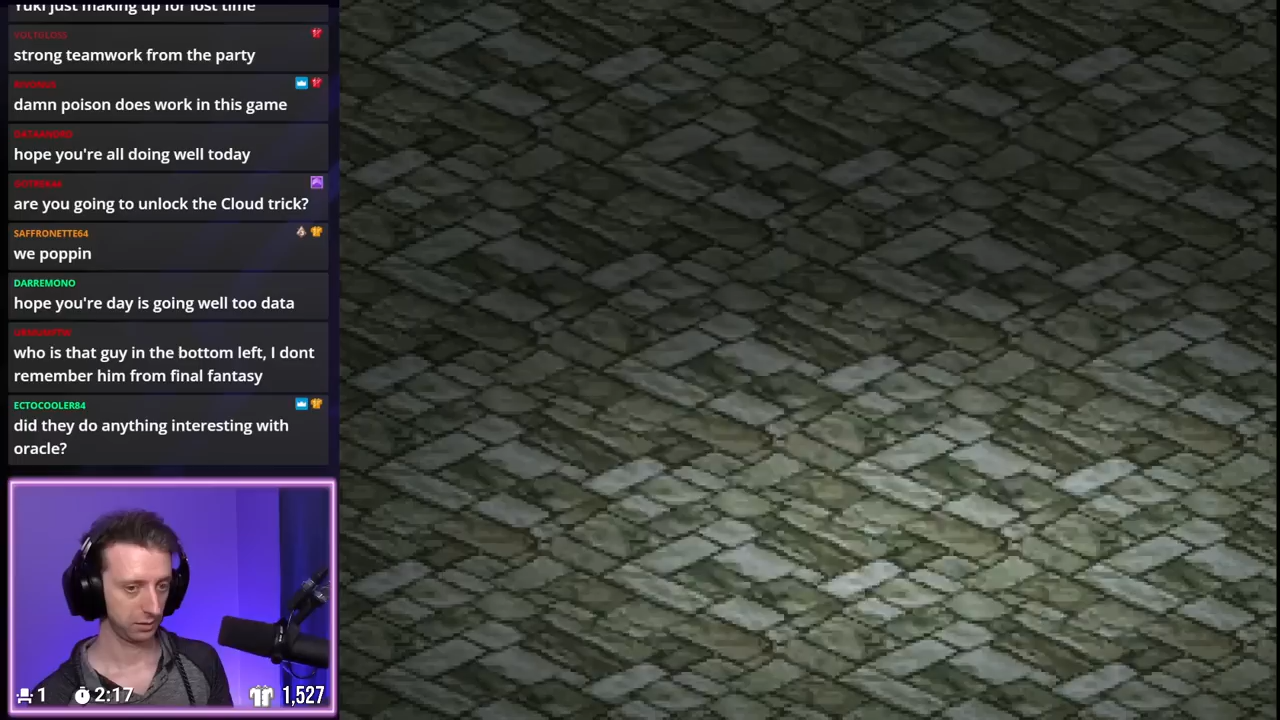 Yuki just making up for lost time
VOLTGLOSS
strong teamwork from the party
damn poison does work in this game
DATAANDRD
hope you're all doing well today
are you going to unlock the Cloud trick?
SAFFRONETTE64
we poppin
DARREMONO
hope you're day is going well too data
who is that guy in the bottom left, I dont
remember him from final fantasy
ECTOCOOLER84
did they do anything interesting with
oracle?
1 2:17 1,527